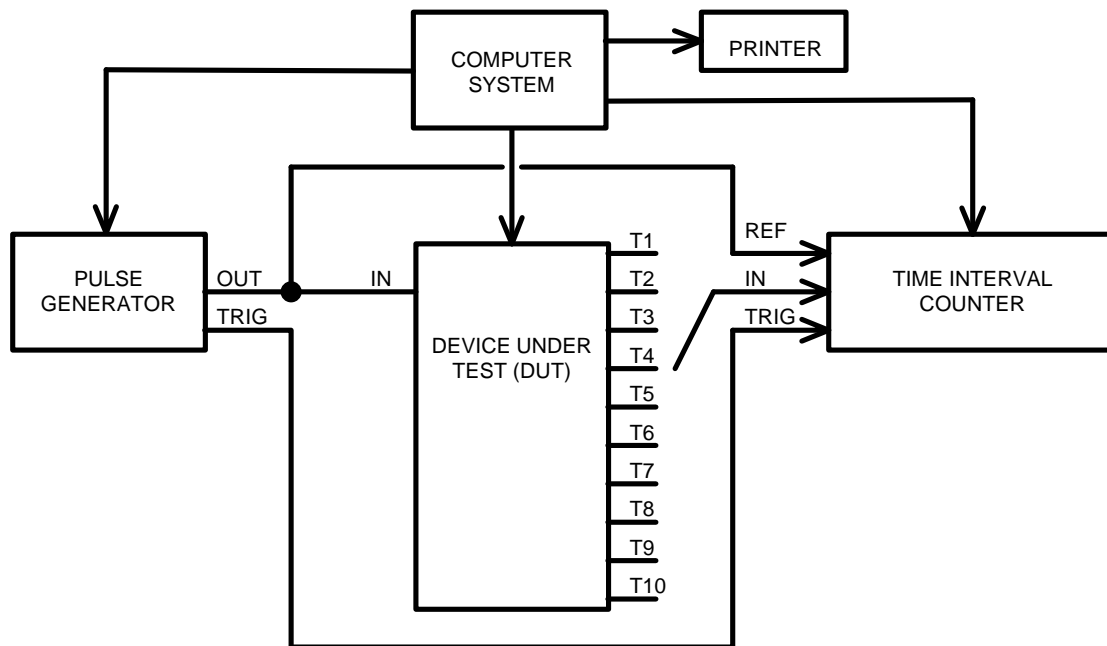 COMPUTER
SYSTEM
PRINTER
PULSE
GENERATOR
OUT
TRIG
IN
DEVICE UNDER
TEST (DUT)
T1
T2
T3
T4
T5
T6
T7
T8
T9
T10
REF
IN
TRIG
TIME INTERVAL
COUNTER